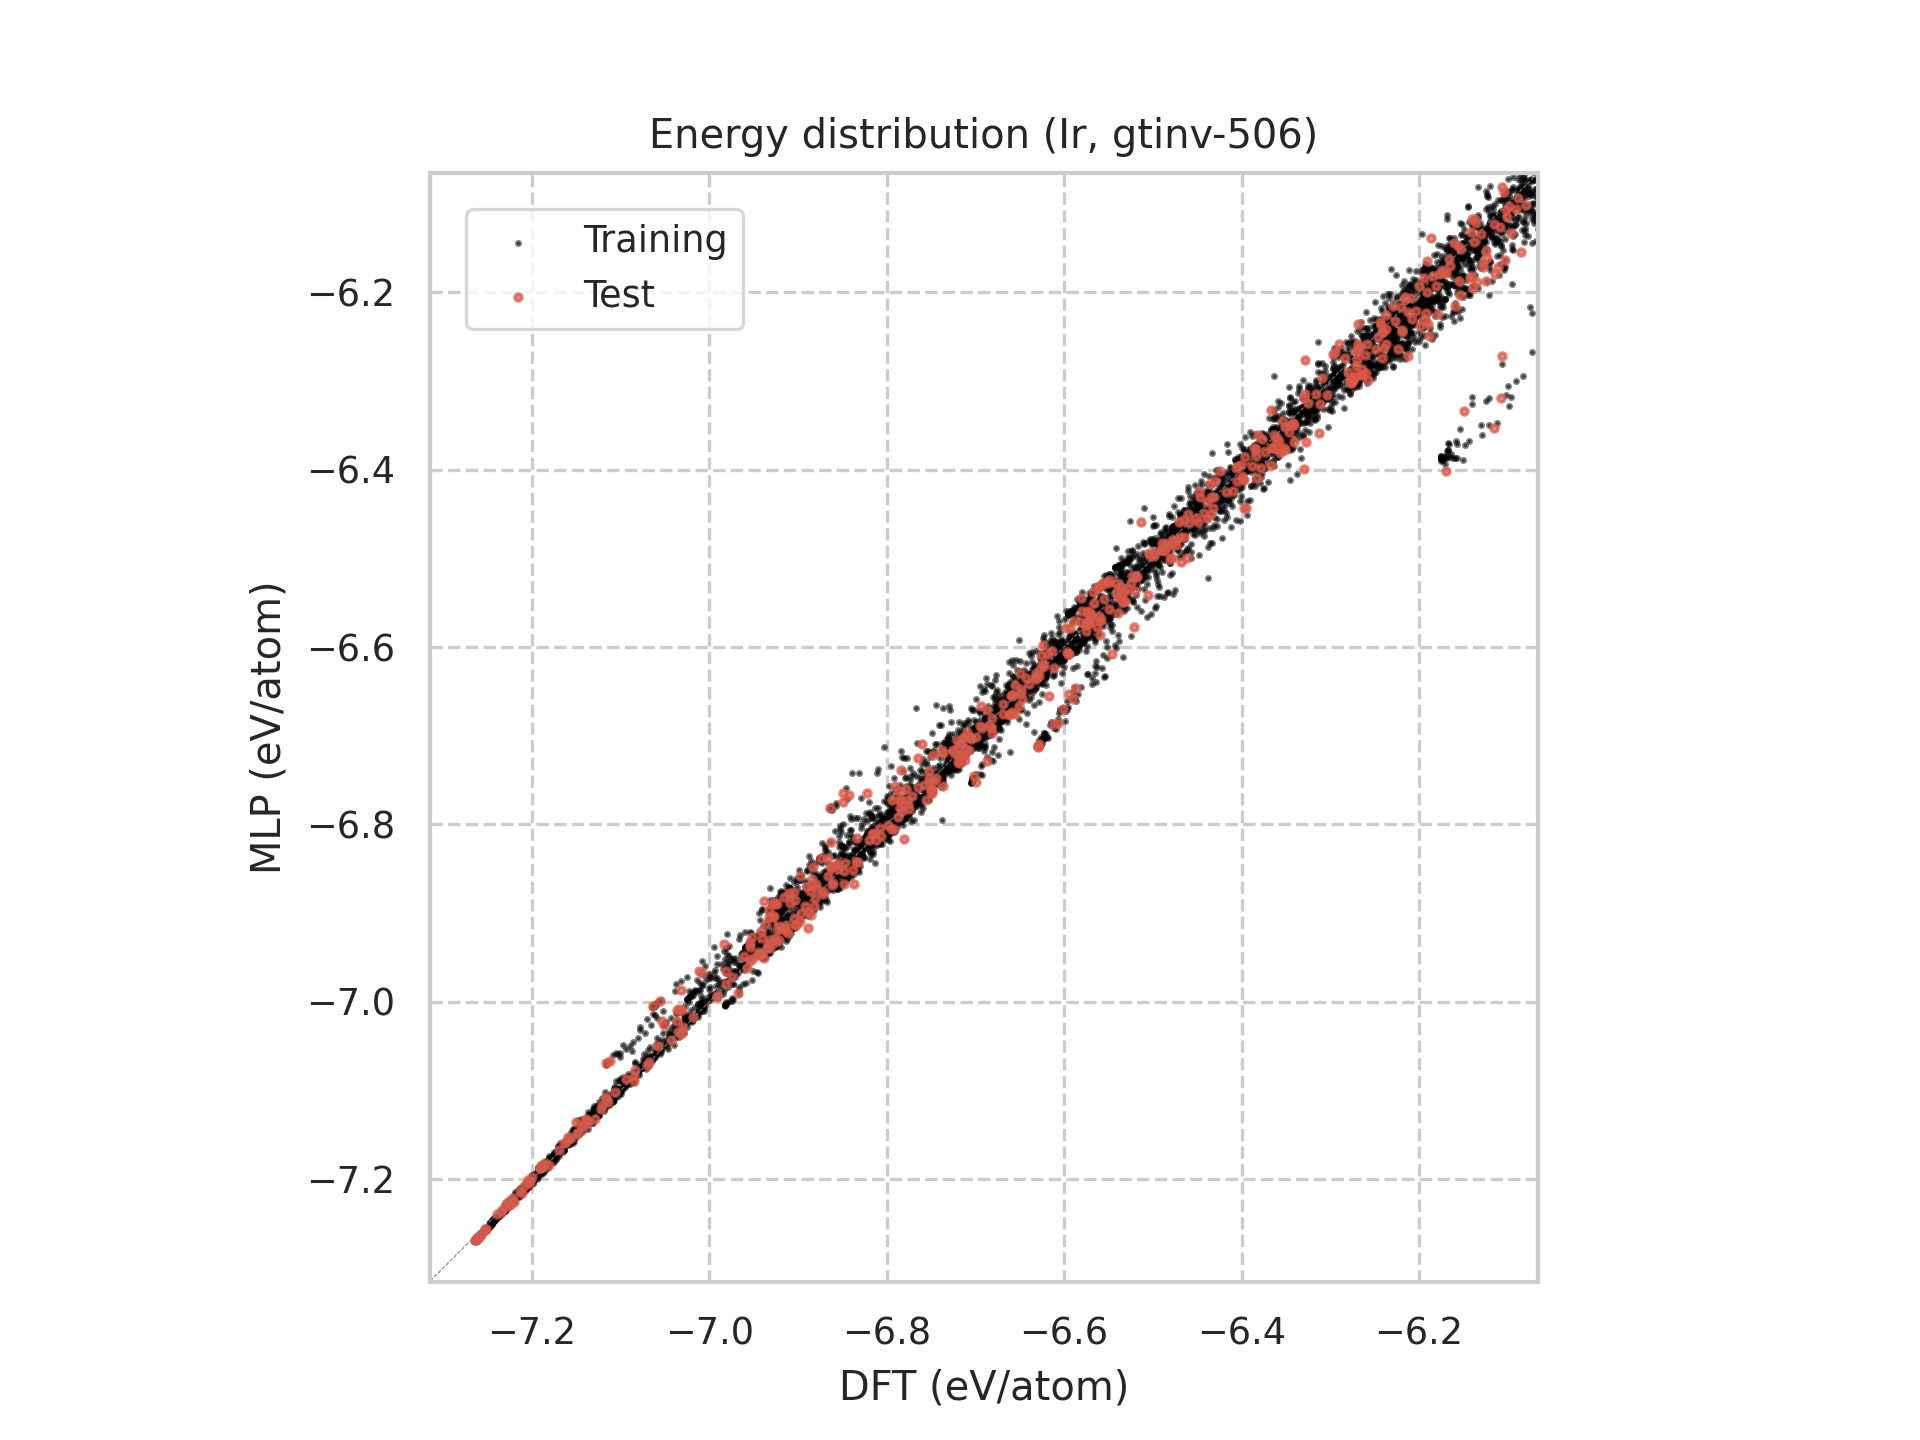 Energy distribution (Ir, gtinv-506)
Training
Test
−6.2
−6.4
−6.6
−6.8
−7.0
−7.2
MLP (eV/atom)
−7.2 −7.0 −6.8 −6.6 −6.4 −6.2
DFT (eV/atom)